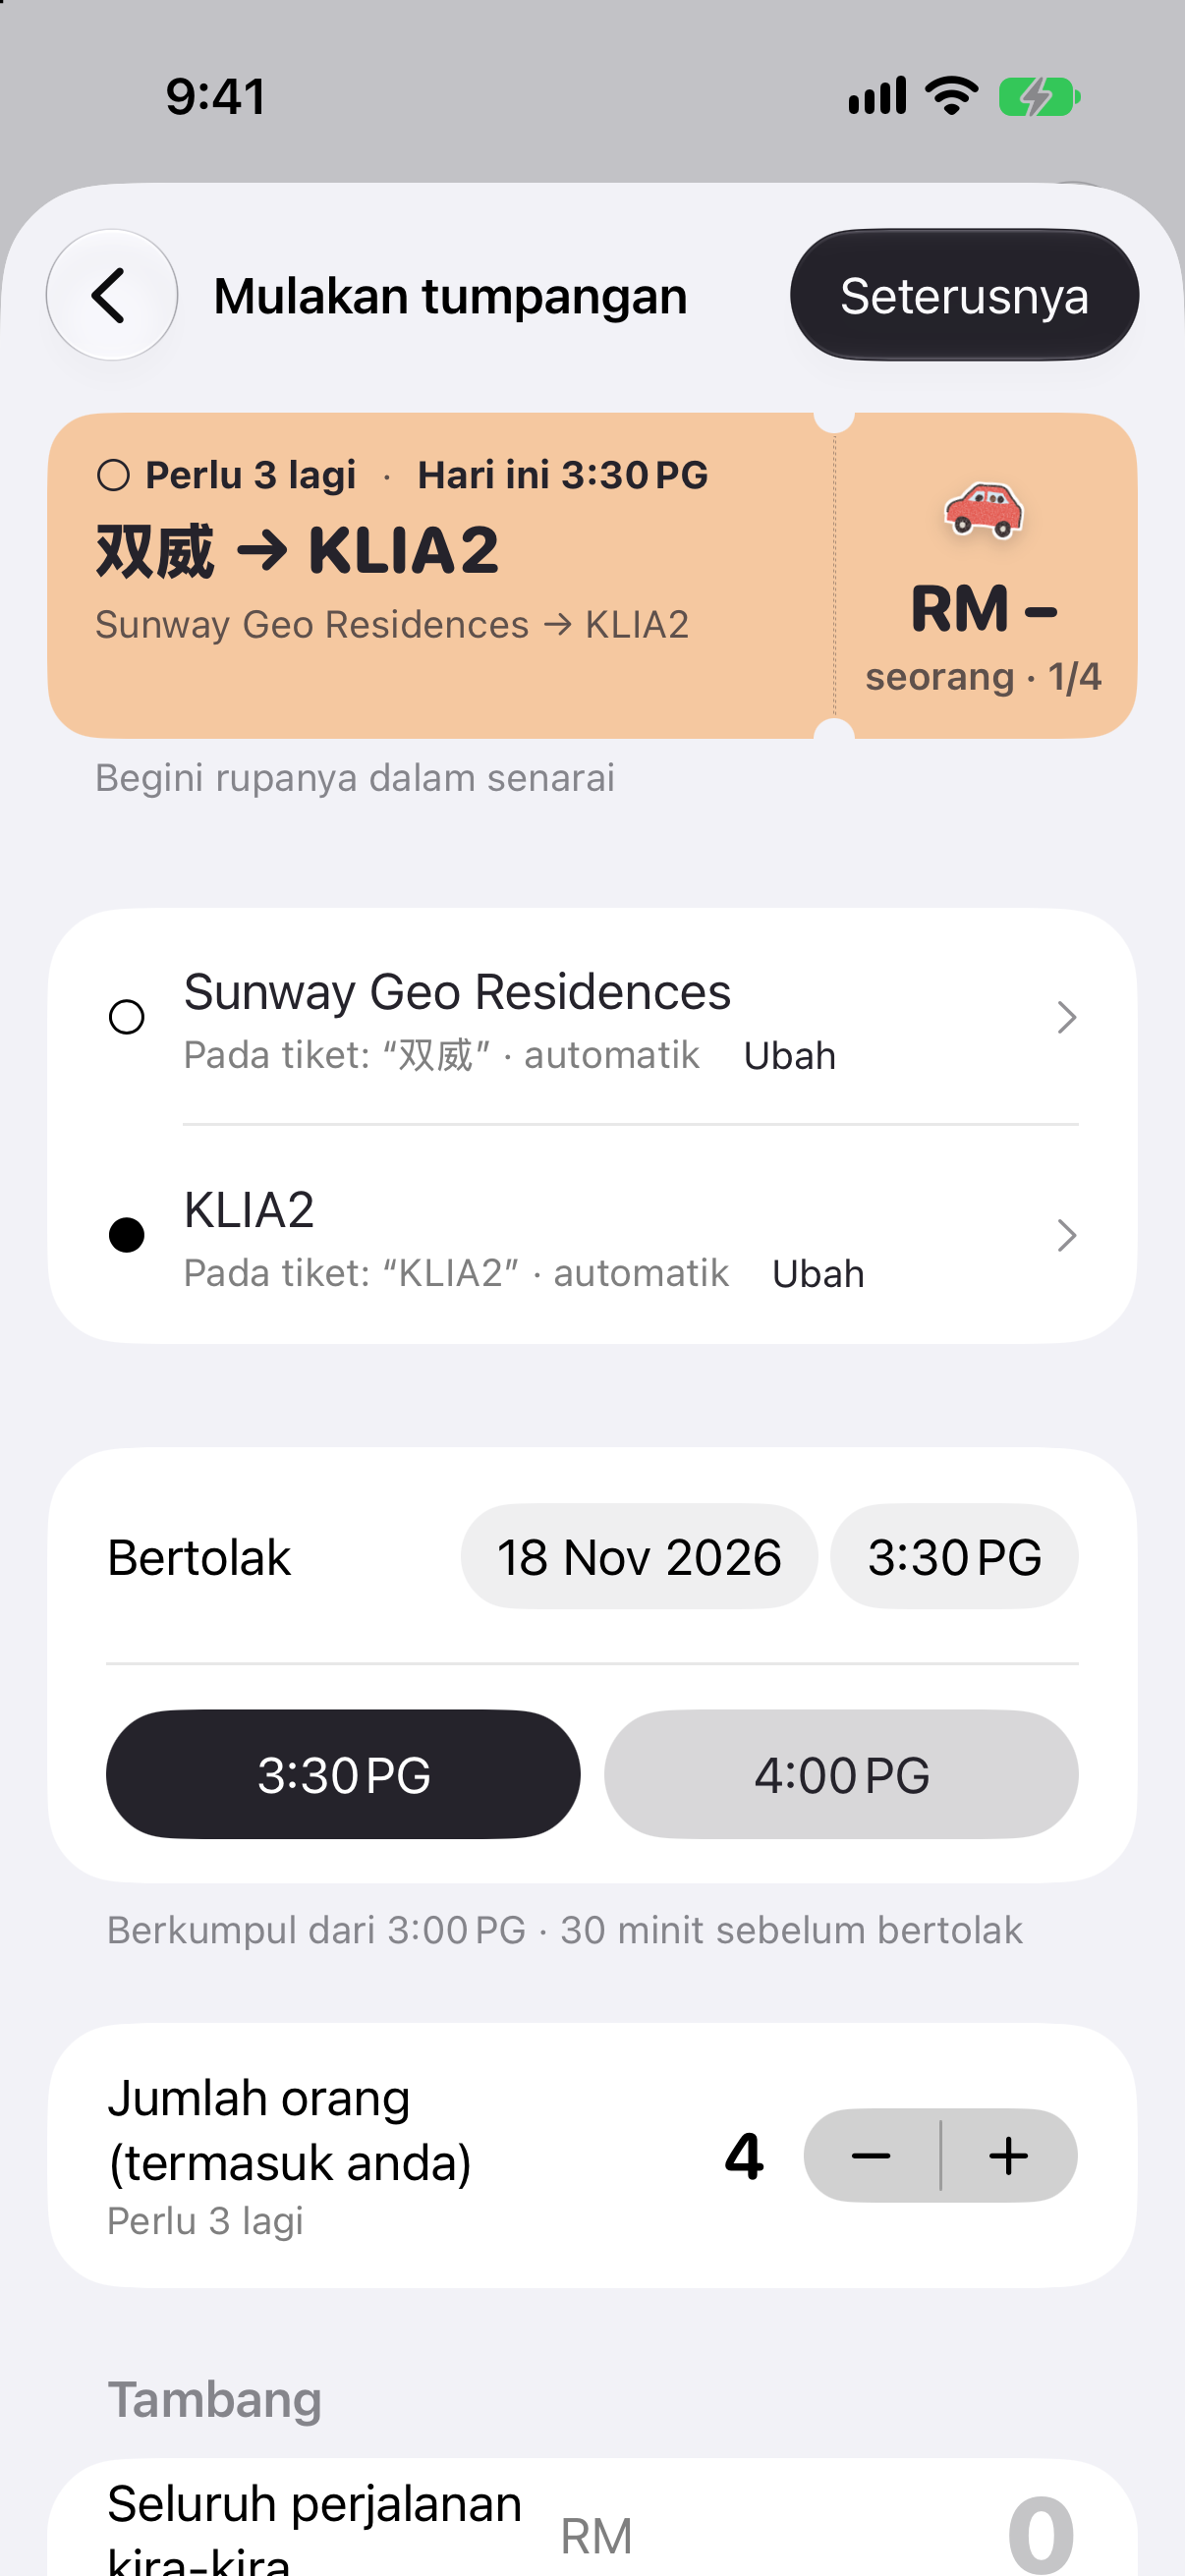 9:41
Mulakan tumpangan
Seterusnya
Perlu 3 lagi · Hari ini 3:30 PG
双威 → KLIA2
Sunway Geo Residences → KLIA2
RM –
seorang · 1/4
Begini rupanya dalam senarai
Sunway Geo Residences
Pada tiket: “双威” · automatik Ubah
KLIA2
Pada tiket: “KLIA2” · automatik Ubah
Bertolak 18 Nov 2026 3:30 PG
3:30 PG 4:00 PG
Berkumpul dari 3:00 PG · 30 minit sebelum bertolak
Jumlah orang
(termasuk anda)
4
Perlu 3 lagi
Tambang
Seluruh perjalanan
kira-kira
RM 0